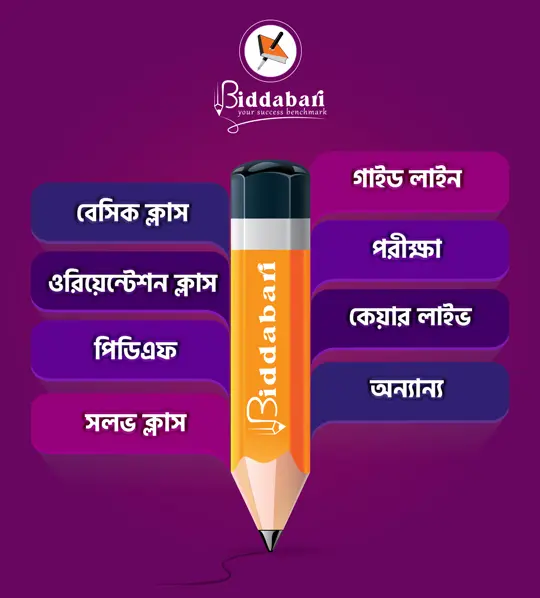 Biddabari
your success benchmark
বেসিক ক্লাস
ওরিয়েন্টেশন ক্লাস
পিডিএফ
সলভ ক্লাস
Biddabari
গাইড লাইন
পরীক্ষা
কেয়ার লাইভ
অন্যান্য